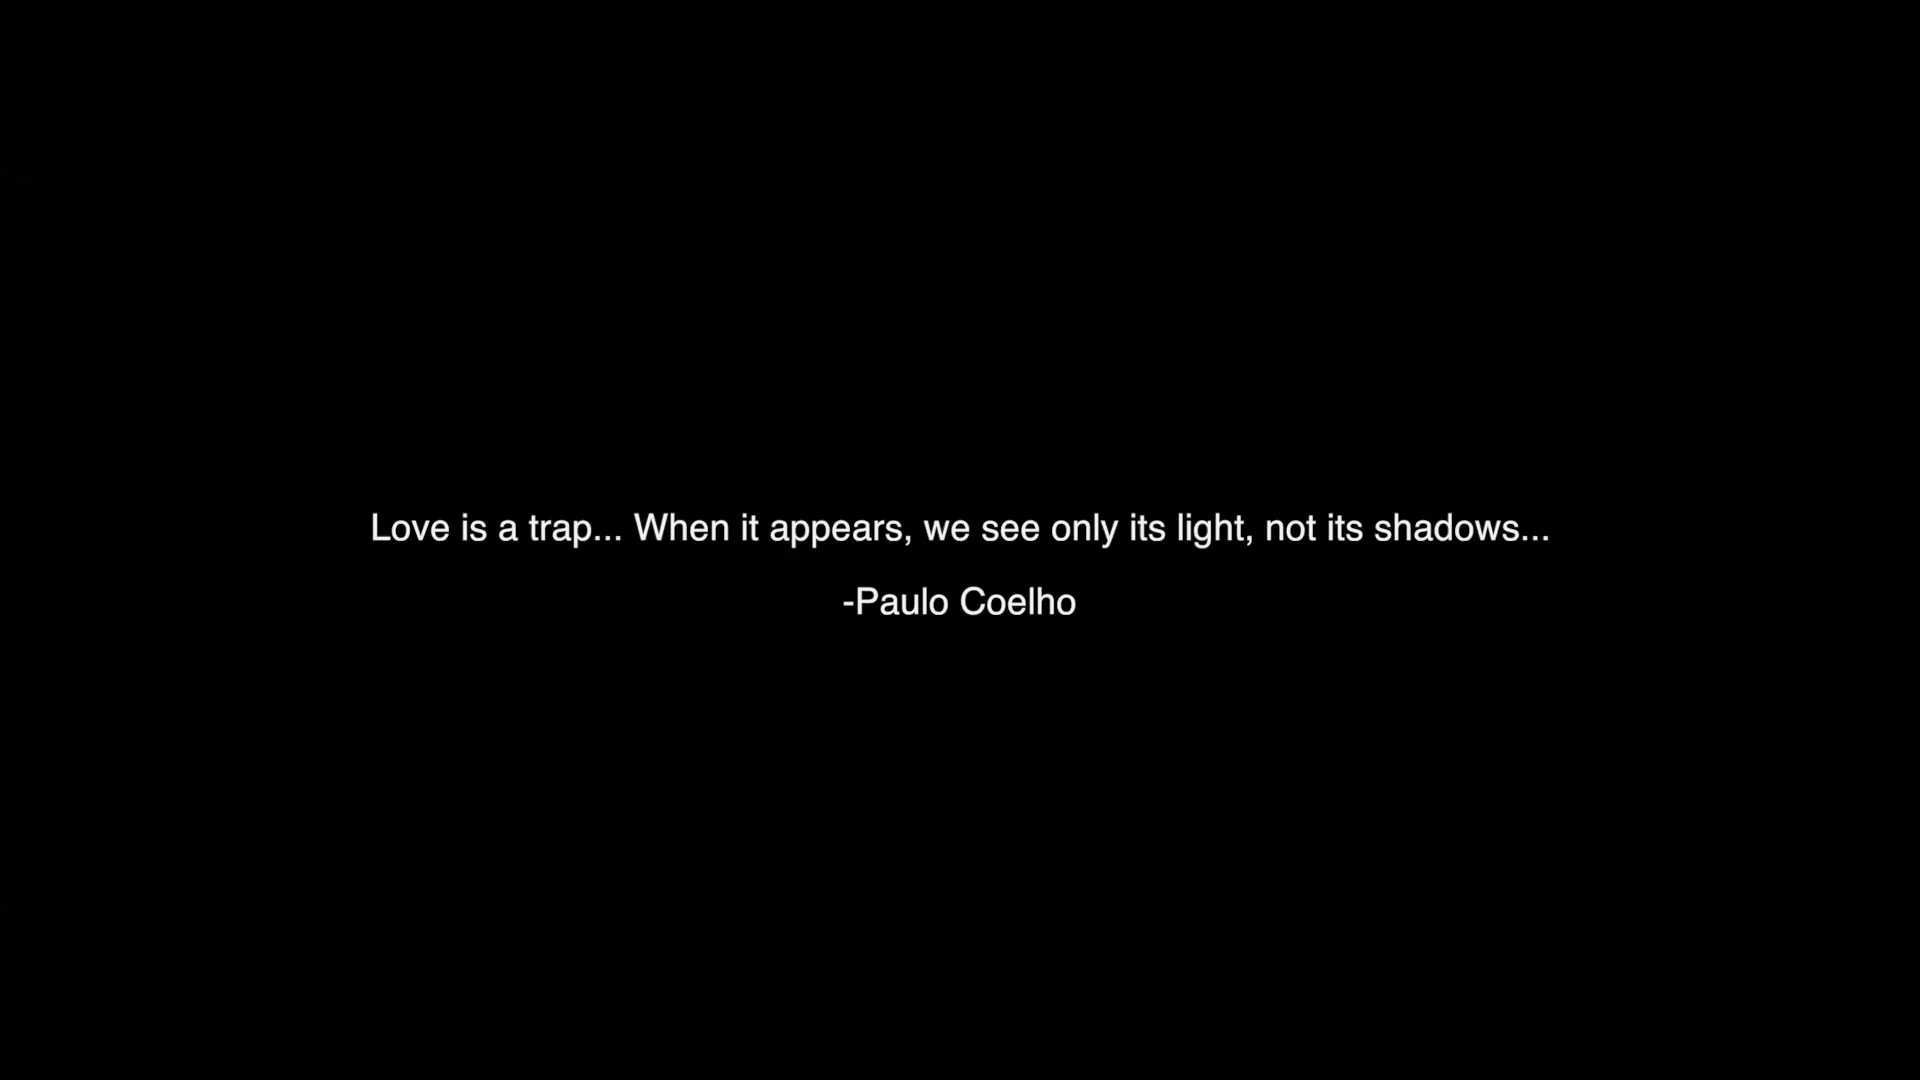 Love is a trap... When it appears, we see only its light, not its shadows...
-Paulo Coelho